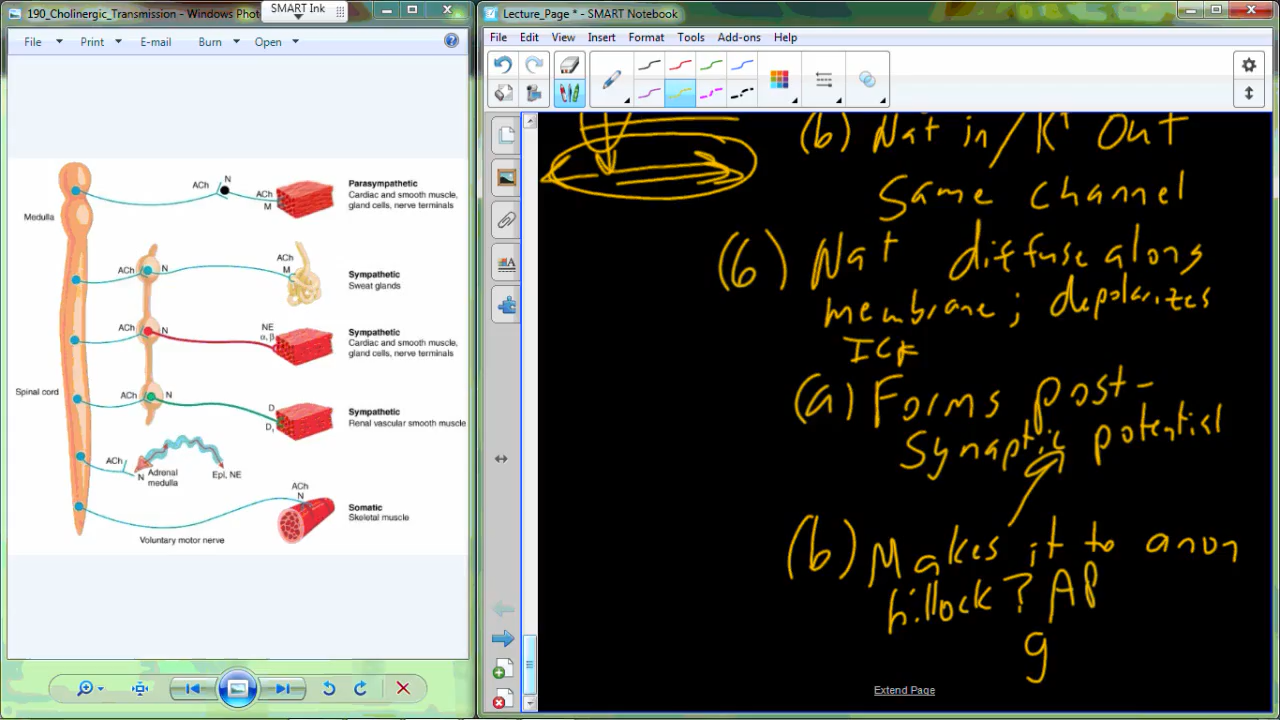 190_Cholinergic_Transmission - Windows Phot
SMART Ink
File Print E-mail Burn Open
Medulla
ACh N ACh M
Parasympathetic
Cardiac and smooth muscle,
gland cells, nerve terminals
ACh N ACh M
Sympathetic
Sweat glands
ACh N NE α, β
Sympathetic
Cardiac and smooth muscle,
gland cells, nerve terminals
Spinal cord
ACh N D D₁
Sympathetic
Renal vascular smooth muscle
ACh N
Adrenal
medulla
Epi, NE
ACh
N
Somatic
Skeletal muscle
Voluntary motor nerve
Lecture_Page * - SMART Notebook
File Edit View Insert Format Tools Add-ons Help
(b) Na+ in/K+ Out
Same channel
(6) Na+ diffuse along
membrane; depolarizes
ICF
(a) Forms post-
synaptic potential
(b) Makes it to axon
hillock? AP
g
Extend Page